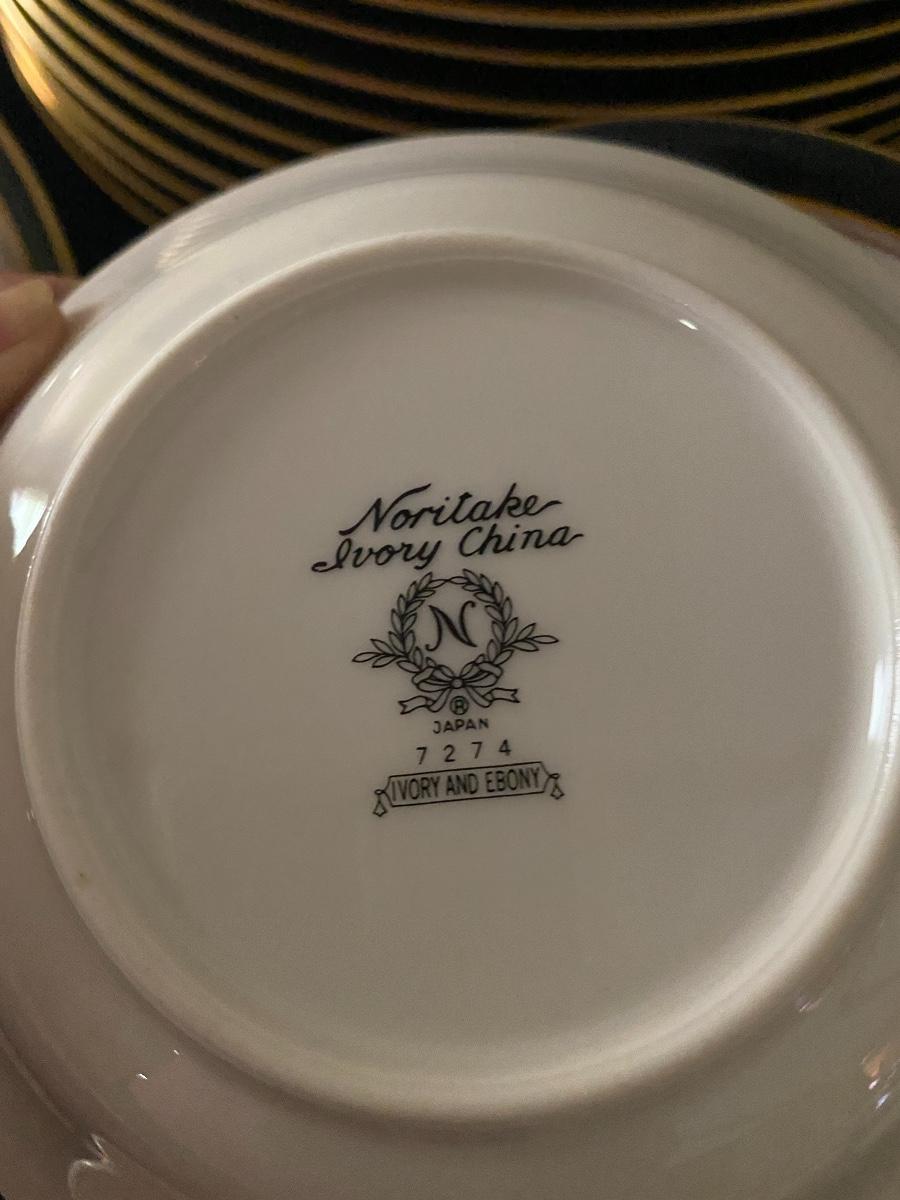 Noritake
Ivory China
N
®
JAPAN
7274
IVORY AND EBONY